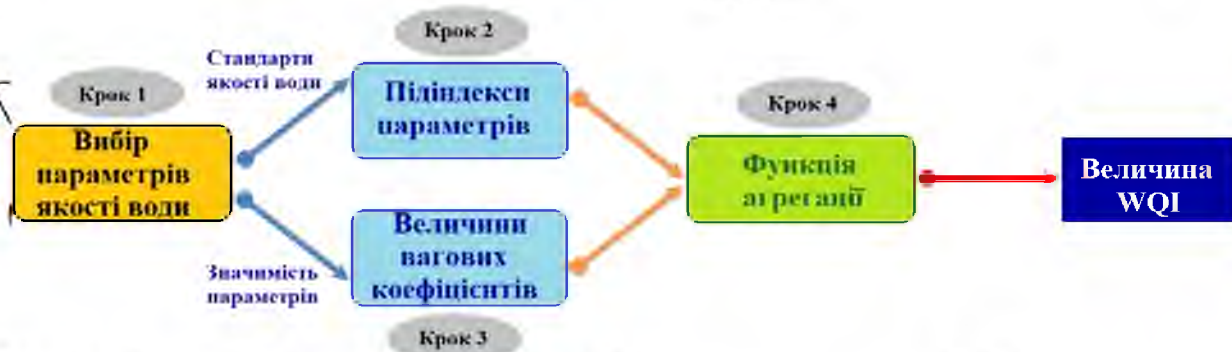 Крок 1
Вибір
параметрів
якості води
Стандарти
якості води
Значимість
параметрів
Крок 2
Підіндекси
параметрів
Величини
вагових
коефіцієнтів
Крок 3
Крок 4
Функція
агрегації
Величина
WQI